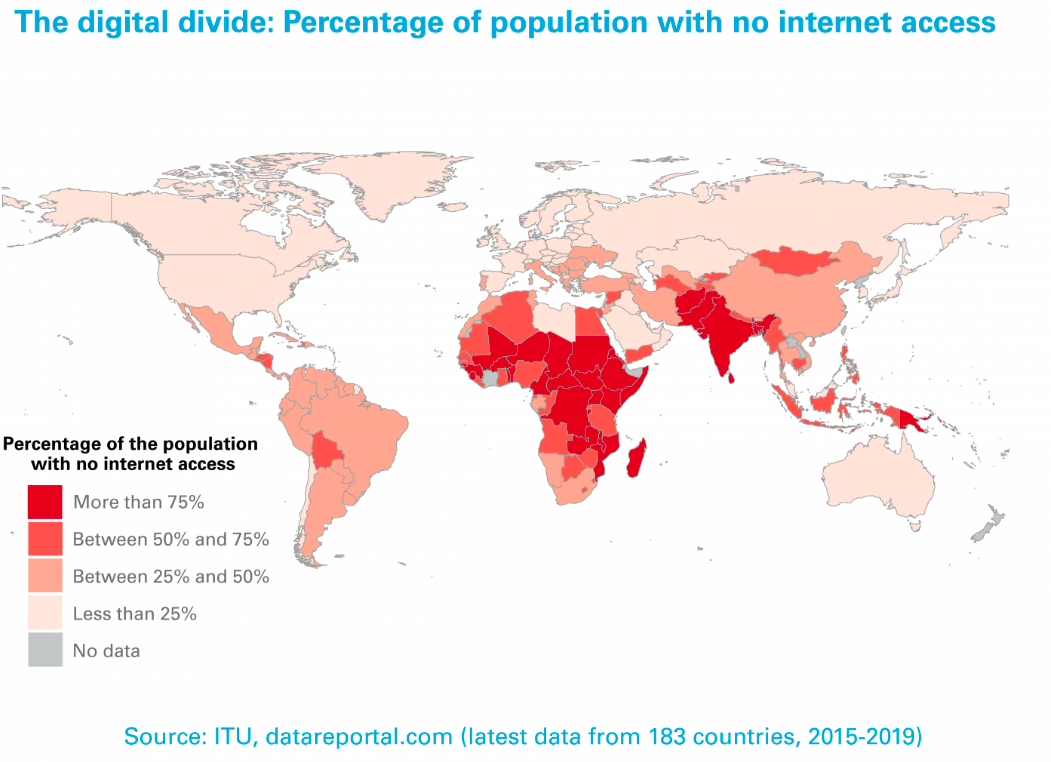 The digital divide: Percentage of population with no internet access
Percentage of the population
with no internet access
More than 75%
Between 50% and 75%
Between 25% and 50%
Less than 25%
No data
Source: ITU, datareportal.com (latest data from 183 countries, 2015-2019)